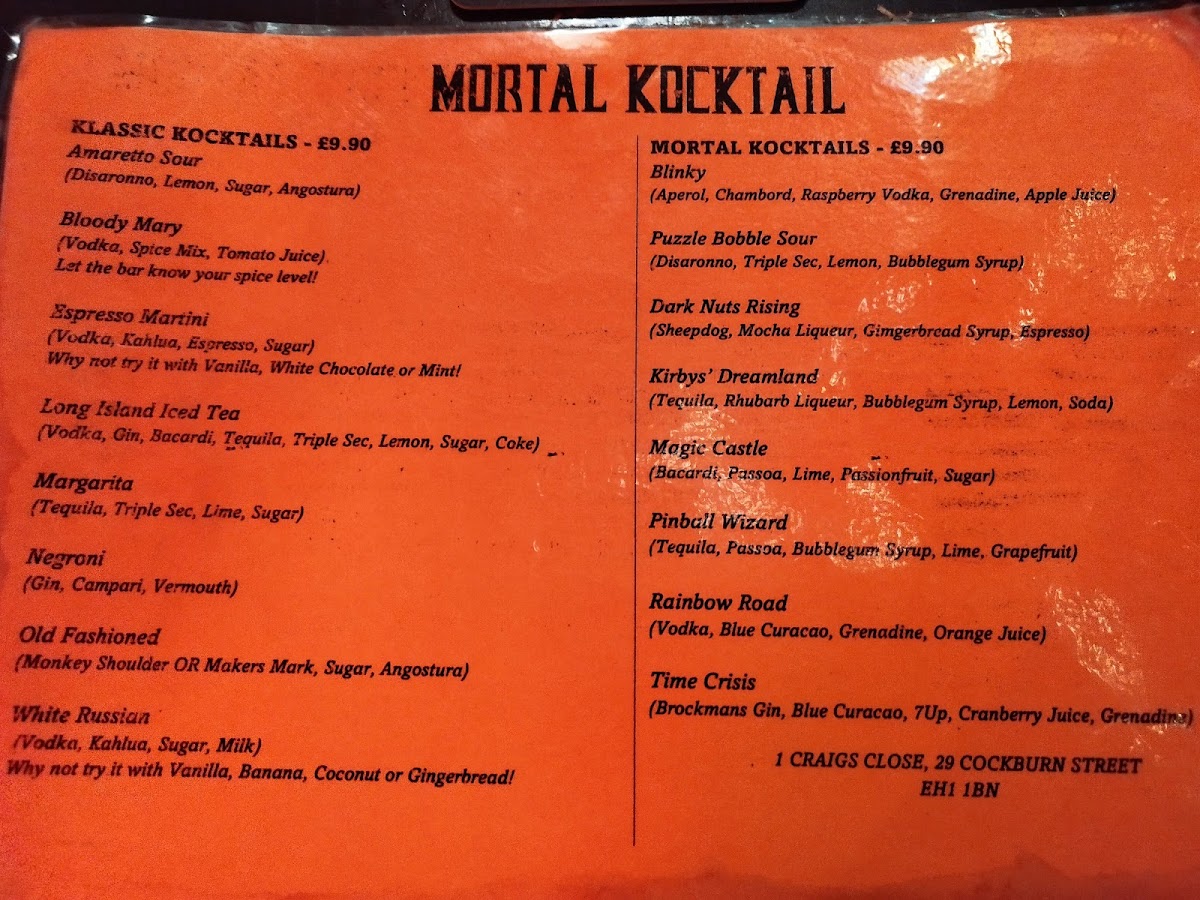 MORTAL KOCKTAIL
KLASSIC KOCKTAILS - £9.90
Amaretto Sour
(Disaronno, Lemon, Sugar, Angostura)
Bloody Mary
(Vodka, Spice Mix, Tomato Juice)
Let the bar know your spice level!
Espresso Martini
(Vodka, Kahlua, Espresso, Sugar)
Why not try it with Vanilla, White Chocolate or Mint!
Long Island Iced Tea
(Vodka, Gin, Bacardi, Tequila, Triple Sec, Lemon, Sugar, Coke)
Margarita
(Tequila, Triple Sec, Lime, Sugar)
Negroni
(Gin, Campari, Vermouth)
Old Fashioned
(Monkey Shoulder OR Makers Mark, Sugar, Angostura)
White Russian
(Vodka, Kahlua, Sugar, Milk)
Why not try it with Vanilla, Banana, Coconut or Gingerbread!
MORTAL KOCKTAILS - £9.90
Blinky
(Aperol, Chambord, Raspberry Vodka, Grenadine, Apple Juice)
Puzzle Bobble Sour
(Disaronno, Triple Sec, Lemon, Bubblegum Syrup)
Dark Nuts Rising
(Sheepdog, Mocha Liqueur, Gimgerbread Syrup, Espresso)
Kirbys' Dreamland
(Tequila, Rhubarb Liqueur, Bubblegum Syrup, Lemon, Soda)
Magic Castle
(Bacardi, Passoa, Lime, Passionfruit, Sugar)
Pinball Wizard
(Tequila, Passoa, Bubblegum Syrup, Lime, Grapefruit)
Rainbow Road
(Vodka, Blue Curacao, Grenadine, Orange Juice)
Time Crisis
(Brockmans Gin, Blue Curacao, 7Up, Cranberry Juice, Grenadine)
1 CRAIGS CLOSE, 29 COCKBURN STREET
EH1 1BN